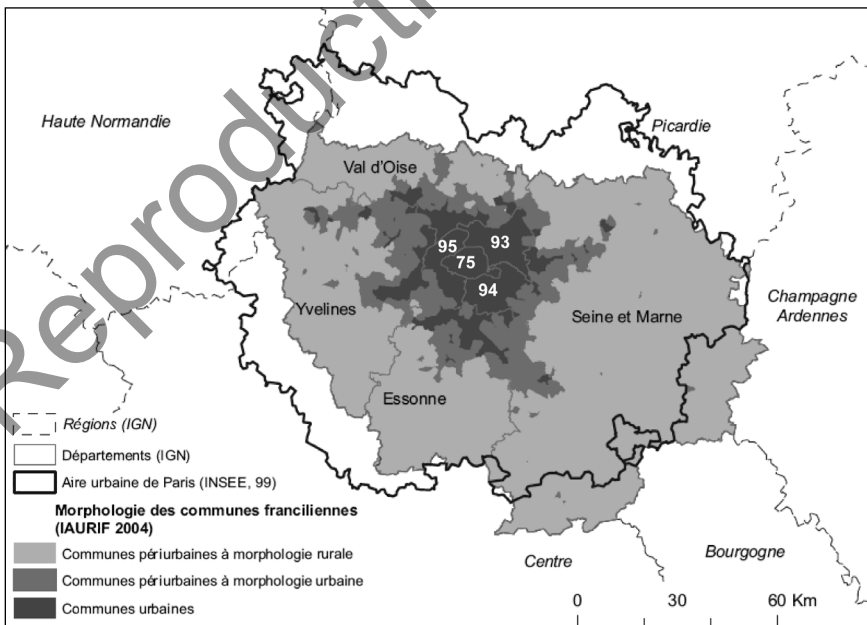 Haute Normandie
Picardie
Val d'Oise
95
93
75
94
Champagne
Ardennes
Yvelines
Seine et Marne
Essonne
Régions (IGN)
Départements (IGN)
Aire urbaine de Paris (INSEE, 99)
Morphologie des communes franciliennes
(IAURIF 2004)
Communes périurbaines à morphologie rurale
Communes périurbaines à morphologie urbaine
Communes urbaines
Centre
Bourgogne
0 30 60 Km
Reproducti